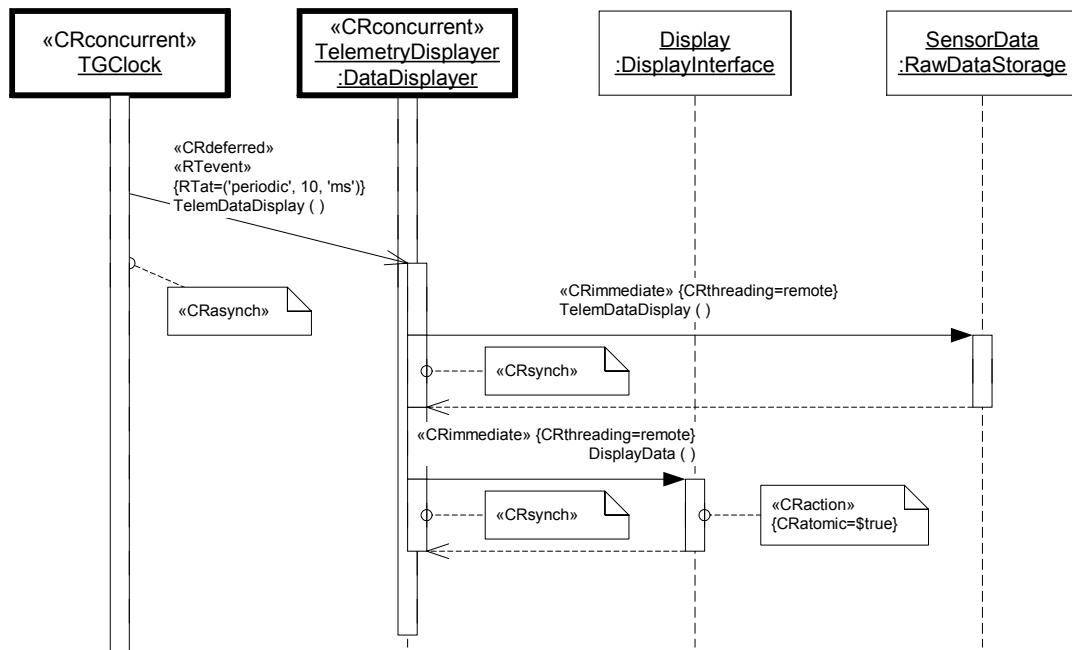 «CRconcurrent»
TGClock
«CRconcurrent»
TelemetryDisplayer
:DataDisplayer
Display
:DisplayInterface
SensorData
:RawDataStorage
«CRdeferred»
«RTevent»
{RTat=('periodic', 10, 'ms')}
TelemDataDisplay ( )
«CRasynch»
«CRimmediate» {CRthreading=remote}
TelemDataDisplay ( )
«CRsynch»
«CRimmediate» {CRthreading=remote}
DisplayData ( )
«CRsynch»
«CRaction»
{CRatomic=$true}